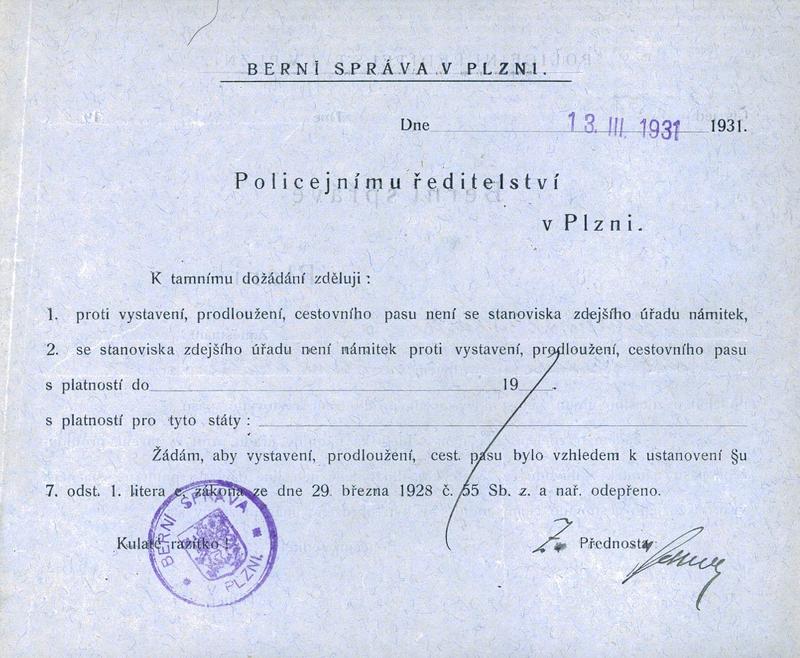 BERNÍ SPRÁVA V PLZNI.
Dne 13. III. 1931 1931.
Policejnímu ředitelství
v Plzni.
K tamnímu dožádání zděluji :
1. proti vystavení, prodloužení, cestovního pasu není se stanoviska zdejšího úřadu námitek,
2. se stanoviska zdejšího úřadu není námitek proti vystavení, prodloužení, cestovního pasu
s platností do 19 .
s platností pro tyto státy :
Žádám, aby vystavení, prodloužení, cest. pasu bylo vzhledem k ustanovení §u
7. odst. 1. litera c. zákona ze dne 29. března 1928 č. 55 Sb. z. a nař. odepřeno.
Kulaté razítko !
BERNÍ SPRÁVA V PLZNI.
Z. Přednosta